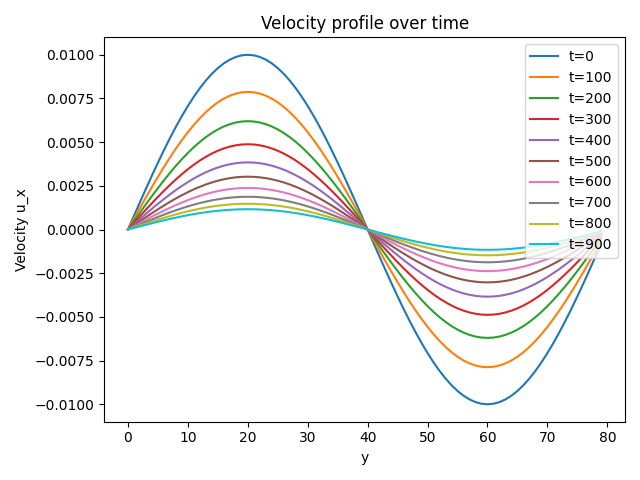 Velocity profile over time
Velocity u_x
0.0100
0.0075
0.0050
0.0025
0.0000
−0.0025
−0.0050
−0.0075
−0.0100
t=0
t=100
t=200
t=300
t=400
t=500
t=600
t=700
t=800
t=900
0 10 20 30 40 50 60 70 80
y